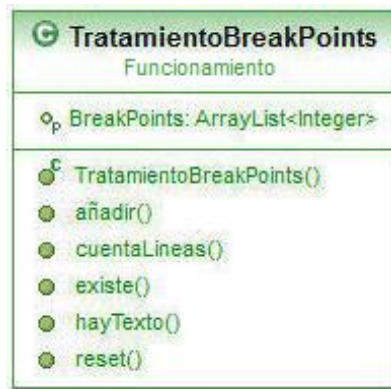 G TratamientoBreakPoints
Funcionamiento
P BreakPoints: ArrayList<Integer>
C TratamientoBreakPoints()
añadir()
cuentaLineas()
existe()
hayTexto()
reset()